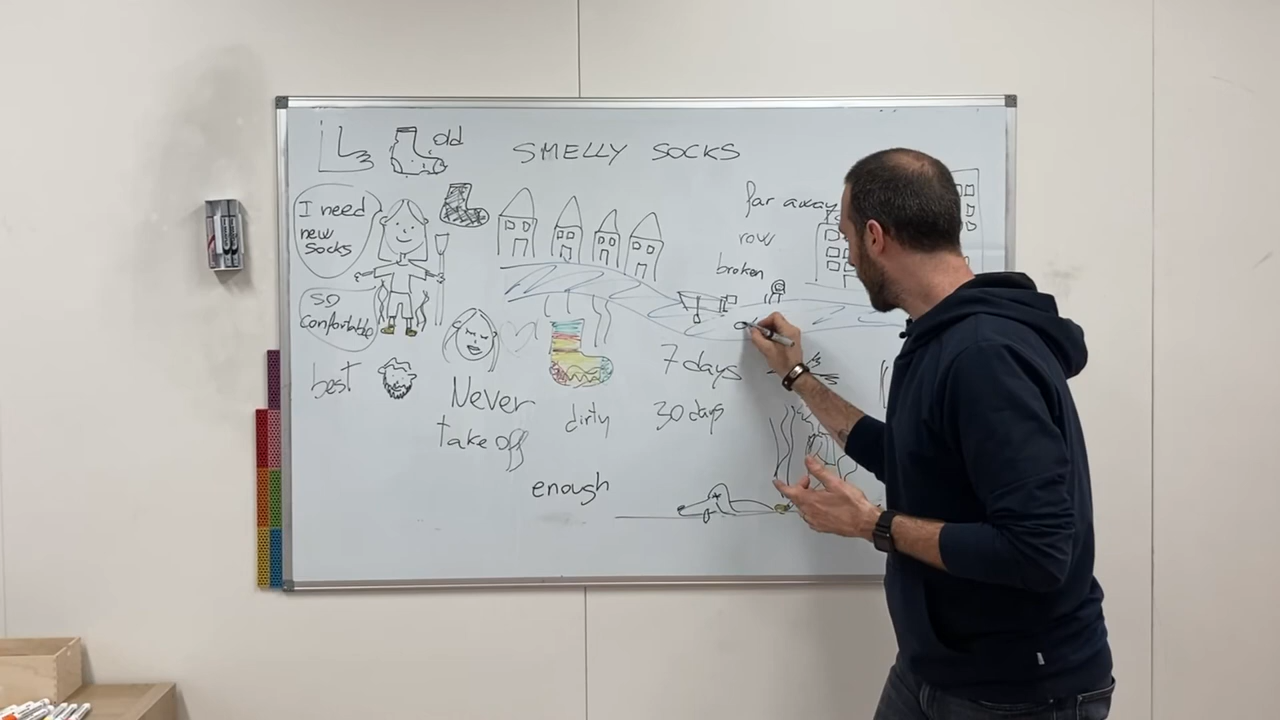 old
SMELLY SOCKS
I need
new
socks
far away
row
broken
so
confortable
best
Never
take off
dirty
7 days
30 days
enough